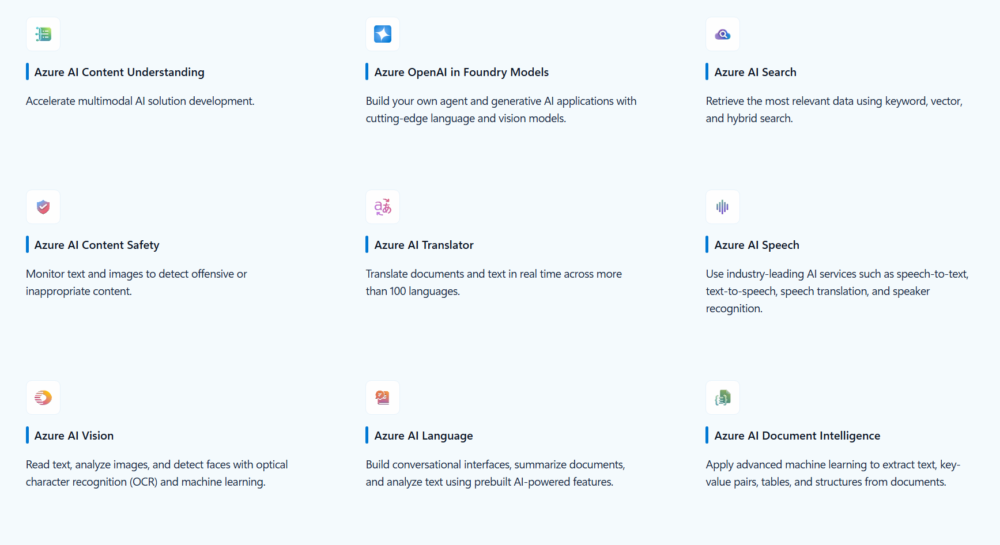 Azure AI Content Understanding
Accelerate multimodal AI solution development.
Azure OpenAI in Foundry Models
Build your own agent and generative AI applications with
cutting-edge language and vision models.
Azure AI Search
Retrieve the most relevant data using keyword, vector,
and hybrid search.
Azure AI Content Safety
Monitor text and images to detect offensive or
inappropriate content.
aあ
Azure AI Translator
Translate documents and text in real time across more
than 100 languages.
Azure AI Speech
Use industry-leading AI services such as speech-to-text,
text-to-speech, speech translation, and speaker
recognition.
Azure AI Vision
Read text, analyze images, and detect faces with optical
character recognition (OCR) and machine learning.
Azure AI Language
Build conversational interfaces, summarize documents,
and analyze text using prebuilt AI-powered features.
Azure AI Document Intelligence
Apply advanced machine learning to extract text, key-
value pairs, tables, and structures from documents.